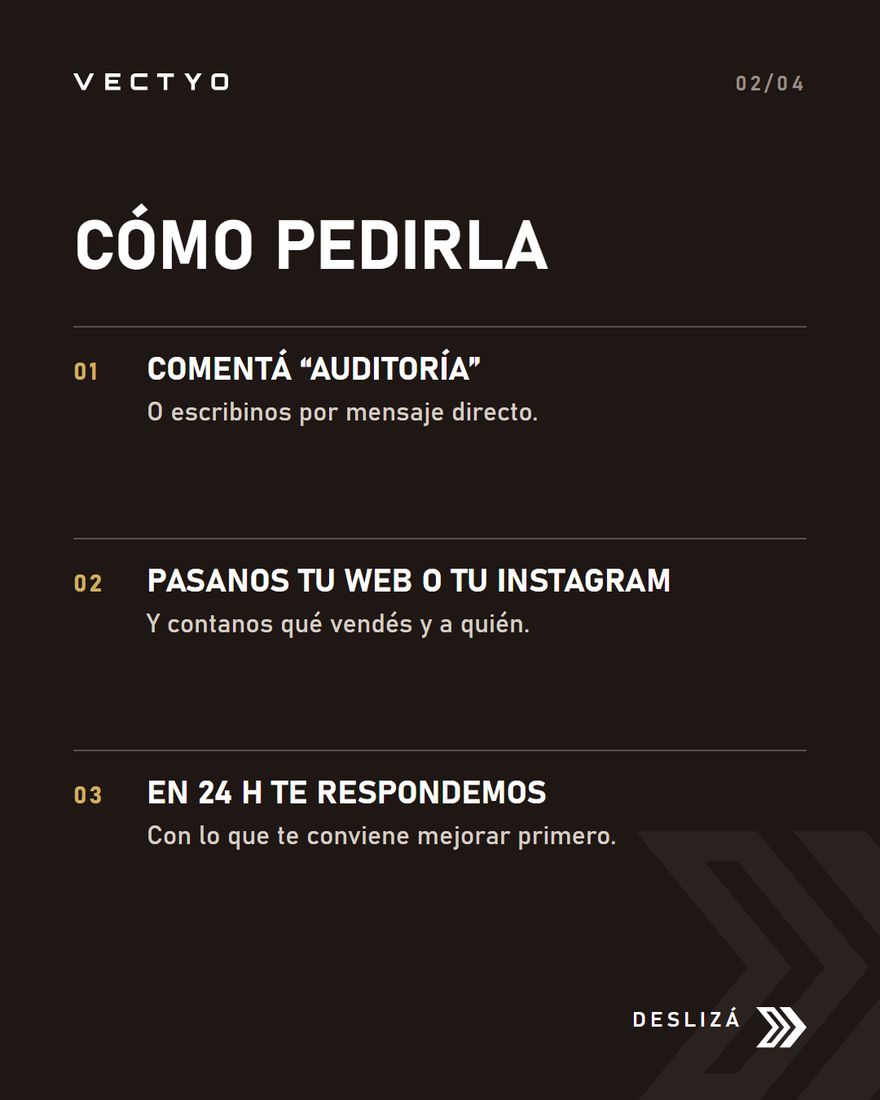 VECTYO
02/04
CÓMO PEDIRLA
01
COMENTÁ “AUDITORÍA”
O escribinos por mensaje directo.
02
PASANOS TU WEB O TU INSTAGRAM
Y contanos qué vendés y a quién.
03
EN 24 H TE RESPONDEMOS
Con lo que te conviene mejorar primero.
DESLIZÁ